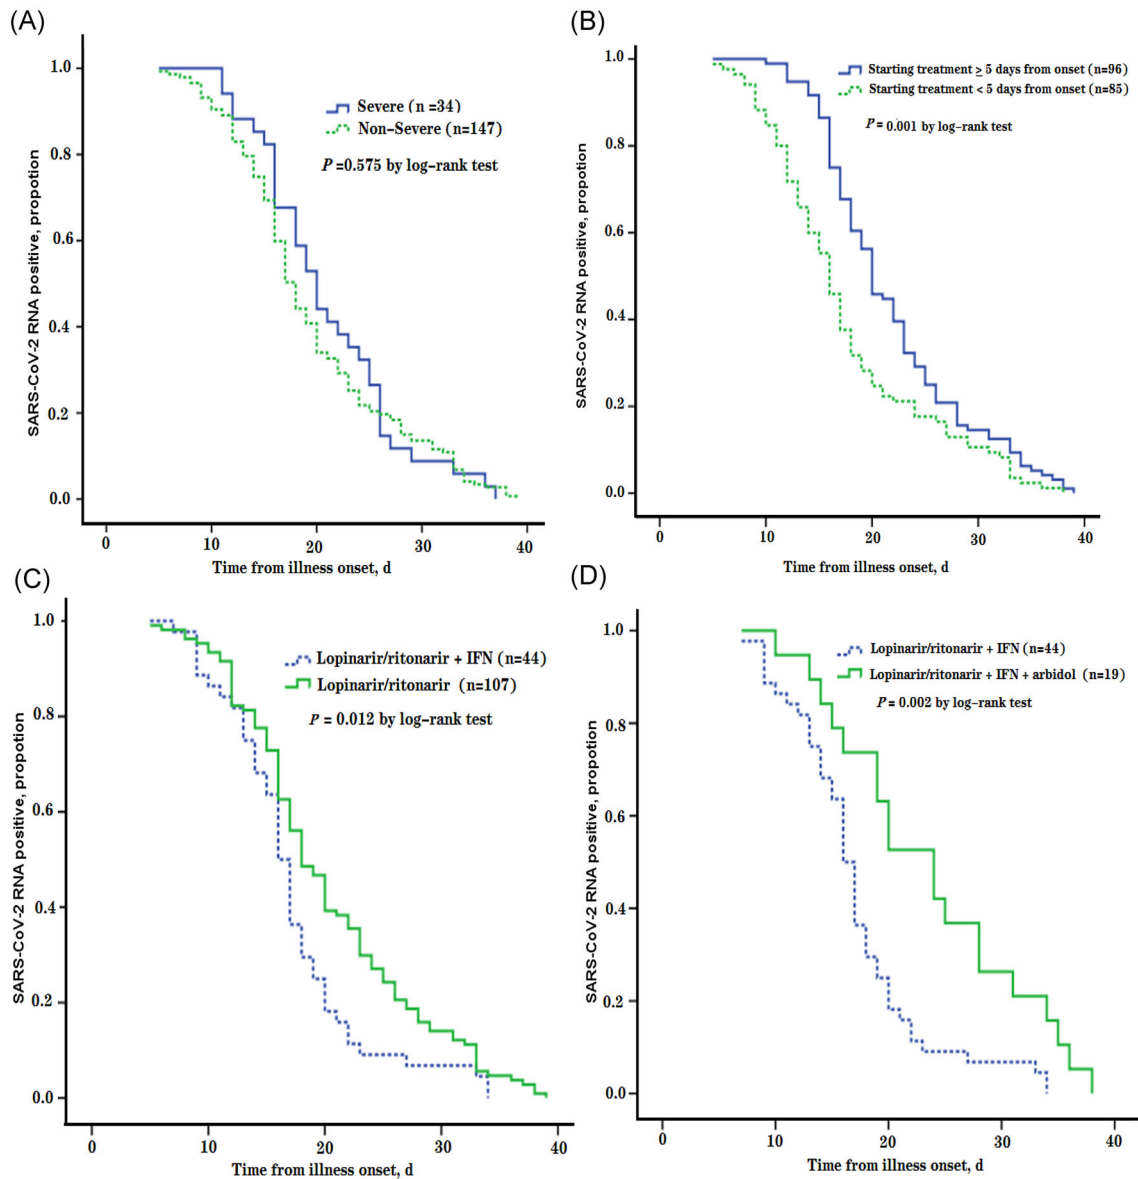 (A)
SARS-CoV-2 RNA positive, propotion
1.0
0.8
0.6
0.4
0.2
0.0
Severe (n =34)
Non-Severe (n=147)
P =0.575 by log-rank test
0 10 20 30 40
Time from illness onset, d
(B)
SARS-CoV-2 RNA positive, propotion
1.0
0.8
0.6
0.4
0.2
0.0
Starting treatment ≥ 5 days from onset (n=96)
Starting treatment < 5 days from onset (n=85)
P = 0.001 by log-rank test
0 10 20 30 40
Time from illness onset, d
(C)
SARS-CoV-2 RNA positive, propotion
1.0
0.8
0.6
0.4
0.2
0.0
Lopinarir/ritonarir + IFN (n=44)
Lopinarir/ritonarir (n=107)
P = 0.012 by log-rank test
0 10 20 30 40
Time from illness onset, d
(D)
SARS-CoV-2 RNA positive, propotion
1.0
0.8
0.6
0.4
0.2
0.0
Lopinarir/ritonarir + IFN (n=44)
Lopinarir/ritonarir + IFN + arbidol (n=19)
P = 0.002 by log-rank test
0 10 20 30 40
Time from illness onset, d